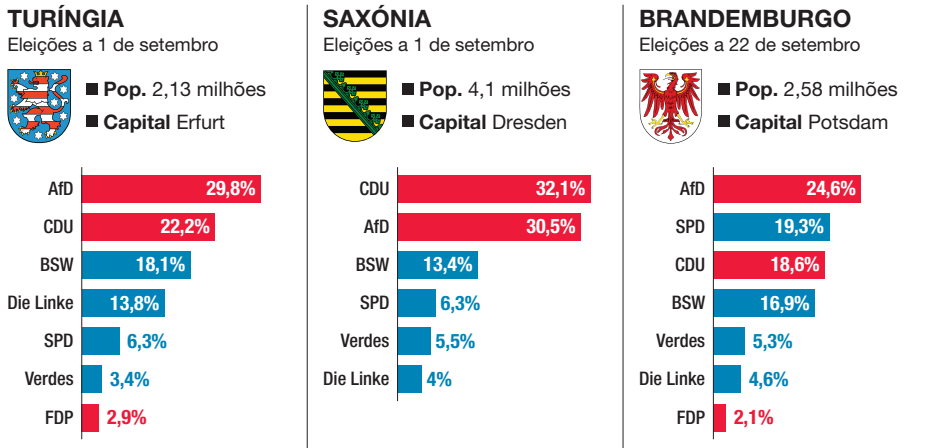 TURÍNGIA
Eleições a 1 de setembro
Pop. 2,13 milhões
Capital Erfurt
AfD 29,8%
CDU 22,2%
BSW 18,1%
Die Linke 13,8%
SPD 6,3%
Verdes 3,4%
FDP 2,9%
SAXÓNIA
Eleições a 1 de setembro
Pop. 4,1 milhões
Capital Dresden
CDU 32,1%
AfD 30,5%
BSW 13,4%
SPD 6,3%
Verdes 5,5%
Die Linke 4%
BRANDEMBURGO
Eleições a 22 de setembro
Pop. 2,58 milhões
Capital Potsdam
AfD 24,6%
SPD 19,3%
CDU 18,6%
BSW 16,9%
Verdes 5,3%
Die Linke 4,6%
FDP 2,1%